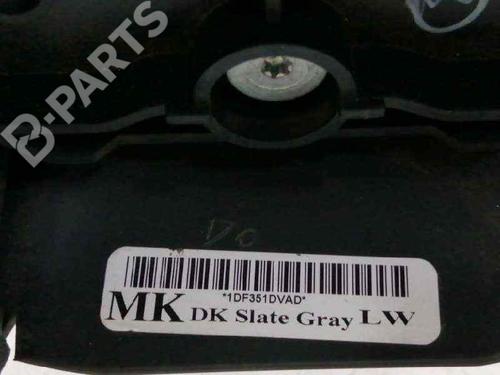 B-PARTS
*1DF351DVAD*
MK DK Slate Gray LW